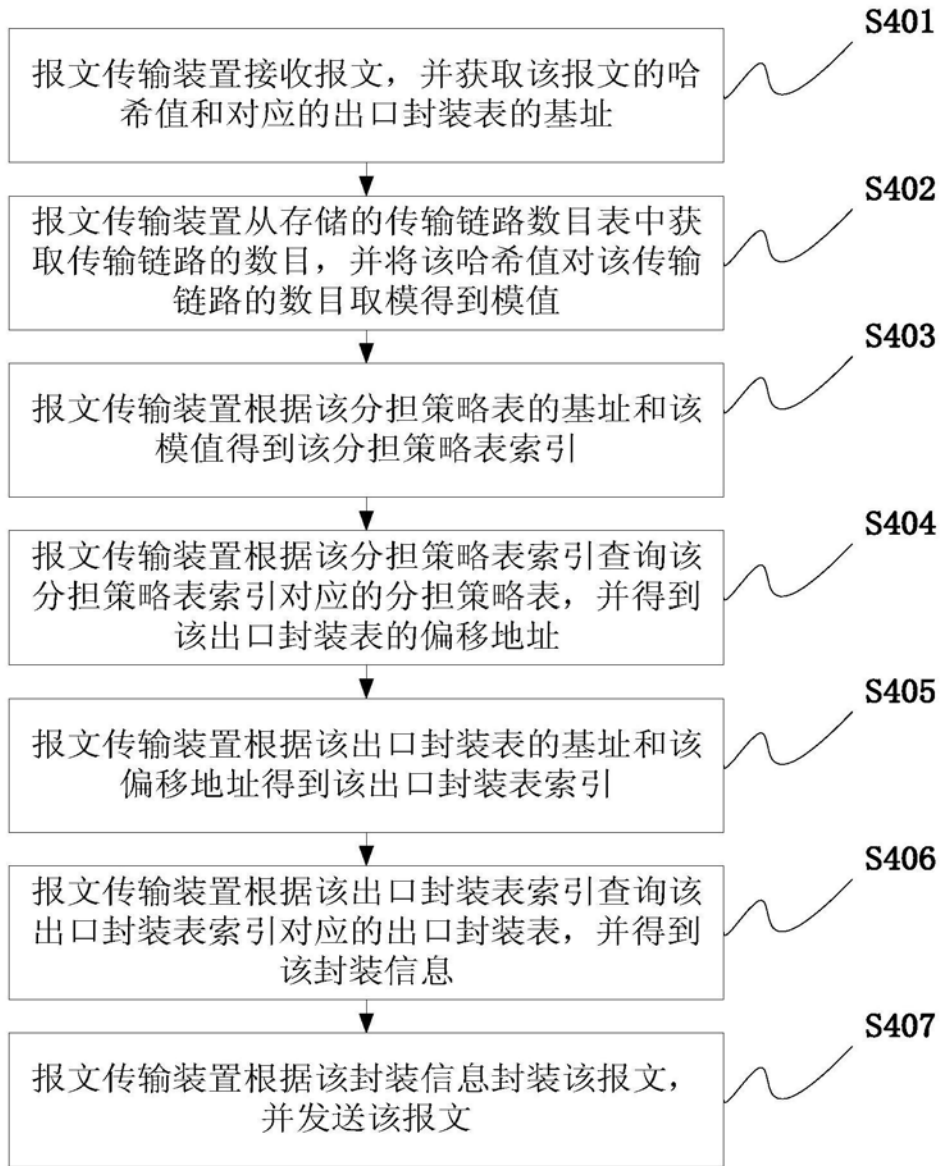 S401
报文传输装置接收报文，并获取该报文的哈
希值和对应的出口封装表的基址
S402
报文传输装置从存储的传输链路数目表中获
取传输链路的数目，并将该哈希值对该传输
链路的数目取模得到模值
S403
报文传输装置根据该分担策略表的基址和该
模值得到该分担策略表索引
S404
报文传输装置根据该分担策略表索引查询该
分担策略表索引对应的分担策略表，并得到
该出口封装表的偏移地址
S405
报文传输装置根据该出口封装表的基址和该
偏移地址得到该出口封装表索引
S406
报文传输装置根据该出口封装表索引查询该
出口封装表索引对应的出口封装表，并得到
该封装信息
S407
报文传输装置根据该封装信息封装该报文，
并发送该报文